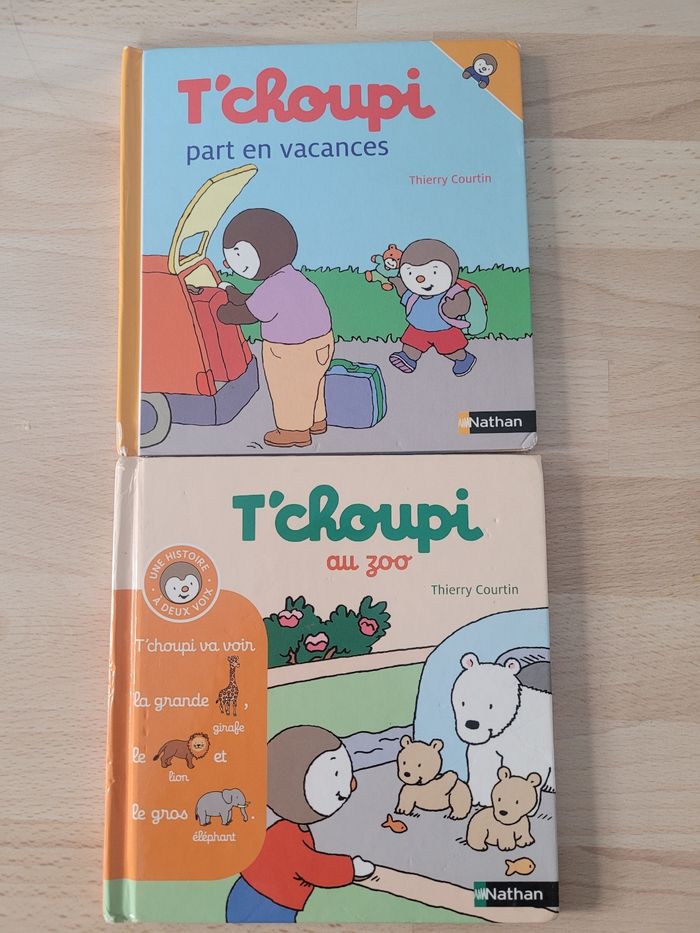 T'choupi
part en vacances
Thierry Courtin
Nathan
T'choupi
au zoo
Thierry Courtin
UNE HISTOIRE
À DEUX VOIX
T'choupi va voir
la grande ,
girafe
le et
lion
le gros .
éléphant
Nathan